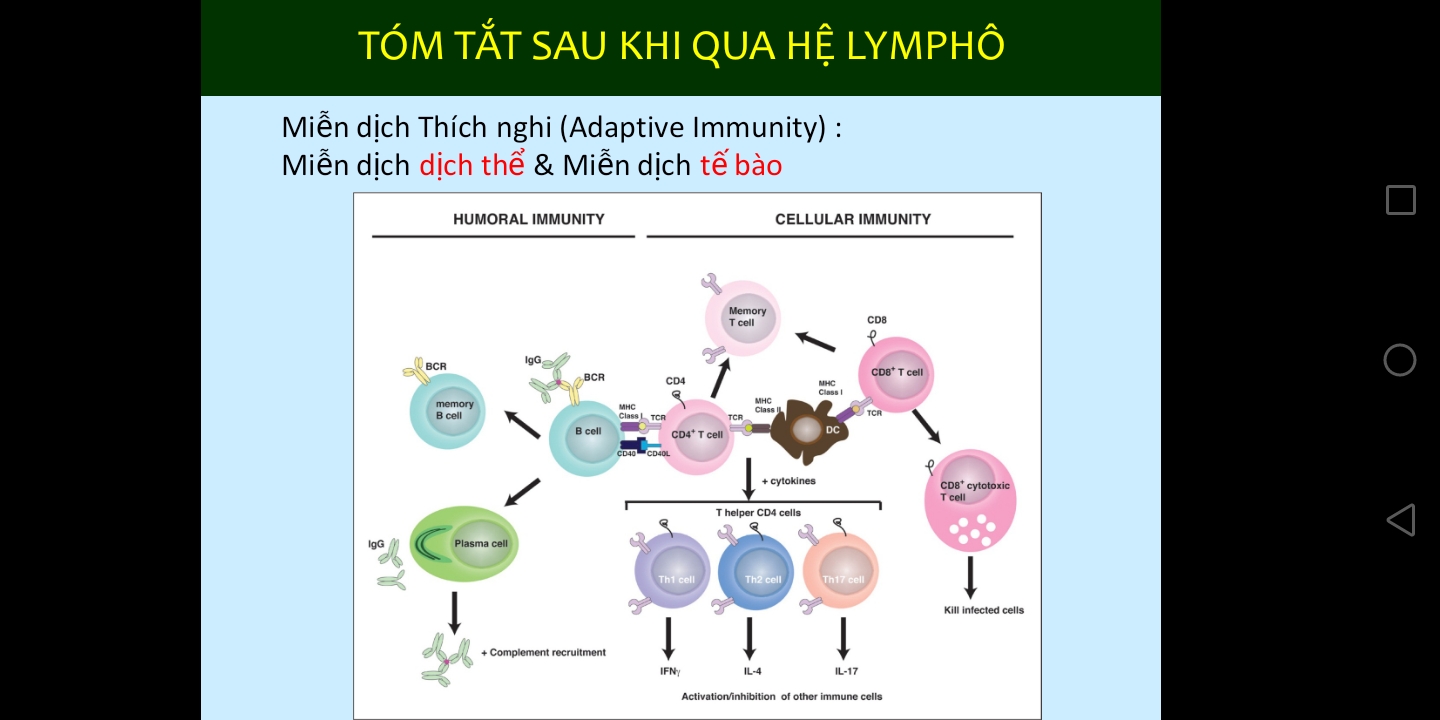 TÓM TẮT SAU KHI QUA HỆ LYMPHÔ
Miễn dịch Thích nghi (Adaptive Immunity) :
Miễn dịch dịch thể & Miễn dịch tế bào
HUMORAL IMMUNITY
CELLULAR IMMUNITY
Memory
T cell
CD8
CD8+ T cell
BCR
memory
B cell
IgG
BCR
B cell
MHC
Class I
TCR
CD40
CD40L
CD4
CD4+ T cell
TCR
MHC
Class II
DC
MHC
Class I
TCR
+ cytokines
T helper CD4 cells
CD8+ cytotoxic
T cell
IgG
Plasma cell
Th1 cell
Th2 cell
Th17 cell
Kill infected cells
+ Complement recruitment
IFNγ
IL-4
IL-17
Activation/inhibition of other immune cells